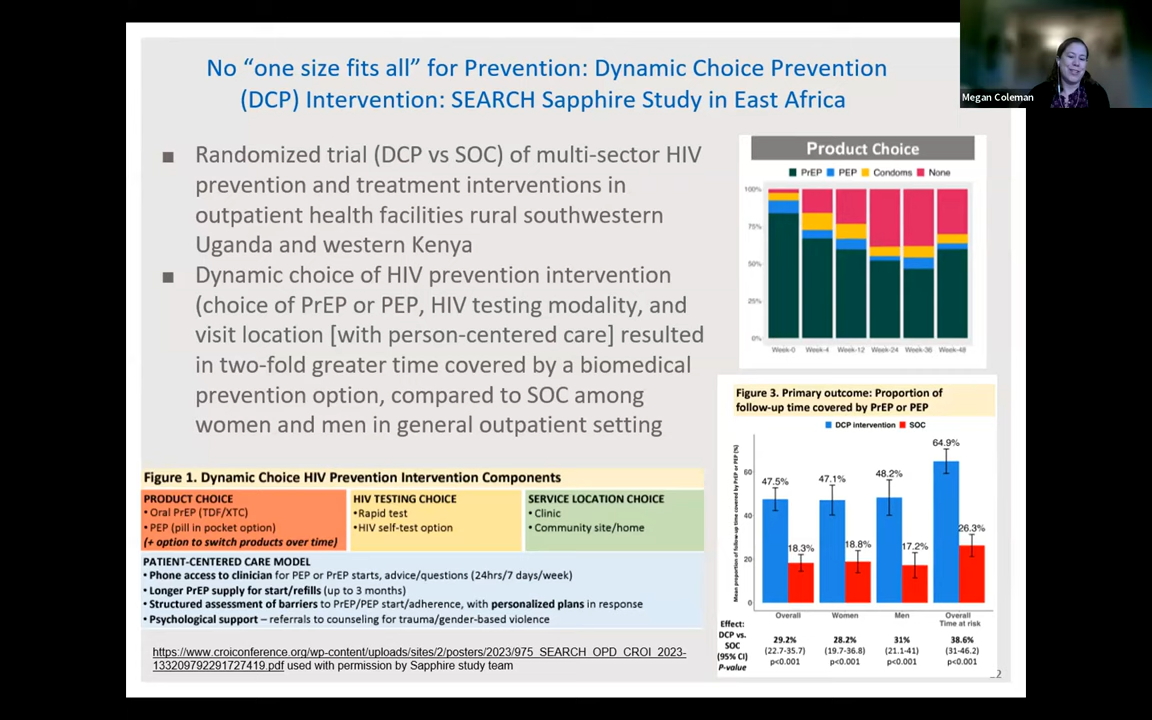 No “one size fits all” for Prevention: Dynamic Choice Prevention
(DCP) Intervention: SEARCH Sapphire Study in East Africa
Megan Coleman
■ Randomized trial (DCP vs SOC) of multi-sector HIV
prevention and treatment interventions in
outpatient health facilities rural southwestern
Uganda and western Kenya
■ Dynamic choice of HIV prevention intervention
(choice of PrEP or PEP, HIV testing modality, and
visit location [with person-centered care] resulted
in two-fold greater time covered by a biomedical
prevention option, compared to SOC among
women and men in general outpatient setting
Product Choice
PrEP PEP Condoms None
100%
75%
50%
25%
0%
Week-0 Week-4 Week-12 Week-24 Week-36 Week-48
Figure 3. Primary outcome: Proportion of
follow-up time covered by PrEP or PEP
DCP intervention SOC
Mean proportion of follow-up time covered by PrEP or PEP (%)
60
40
20
0
47.5% 18.3% 47.1% 18.8% 48.2% 17.2% 64.9% 26.3%
Overall Women Men Overall
Time at risk
Effect:
DCP vs.
SOC
(95% CI)
P-value
29.2% 28.2% 31% 38.6%
(22.7-35.7) (19.7-36.8) (21.1-41) (31-46.2)
p<0.001 p<0.001 p<0.001 p<0.001
Figure 1. Dynamic Choice HIV Prevention Intervention Components
PRODUCT CHOICE
• Oral PrEP (TDF/XTC)
• PEP (pill in pocket option)
(+ option to switch products over time)
HIV TESTING CHOICE
• Rapid test
• HIV self-test option
SERVICE LOCATION CHOICE
• Clinic
• Community site/home
PATIENT-CENTERED CARE MODEL
• Phone access to clinician for PEP or PrEP starts, advice/questions (24hrs/7 days/week)
• Longer PrEP supply for start/refills (up to 3 months)
• Structured assessment of barriers to PrEP/PEP start/adherence, with personalized plans in response
• Psychological support – referrals to counseling for trauma/gender-based violence
https://www.croiconference.org/wp-content/uploads/sites/2/posters/2023/975_SEARCH_OPD_CROI_2023-
133209792291727419.pdf used with permission by Sapphire study team